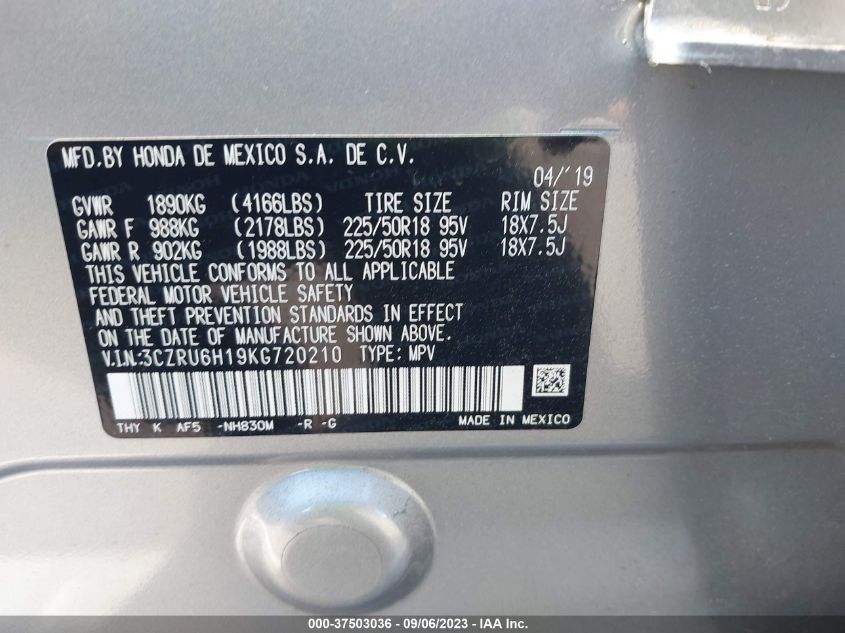 MFD.BY HONDA DE MEXICO S.A. DE C.V.
04/'19
GVWR 1890KG (4166LBS) TIRE SIZE RIM SIZE
GAWR F 988KG (2178LBS) 225/50R18 95V 18X7.5J
GAWR R 902KG (1988LBS) 225/50R18 95V 18X7.5J
THIS VEHICLE CONFORMS TO ALL APPLICABLE
FEDERAL MOTOR VEHICLE SAFETY
AND THEFT PREVENTION STANDARDS IN EFFECT
ON THE DATE OF MANUFACTURE SHOWN ABOVE.
V.I.N:3CZRU6H19KG720210 TYPE: MPV
THY K AF5 -NH830M -R -G MADE IN MEXICO
000-37503036 - 09/06/2023 - IAA Inc.